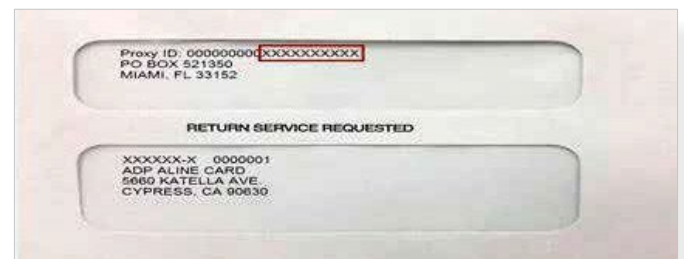 Proxy ID: 000000000XXXXXXXXXX
PO BOX 521350
MIAMI, FL 33152
RETURN SERVICE REQUESTED
XXXXXX-X 0000001
ADP ALINE CARD
5660 KATELLA AVE.
CYPRESS, CA 90630